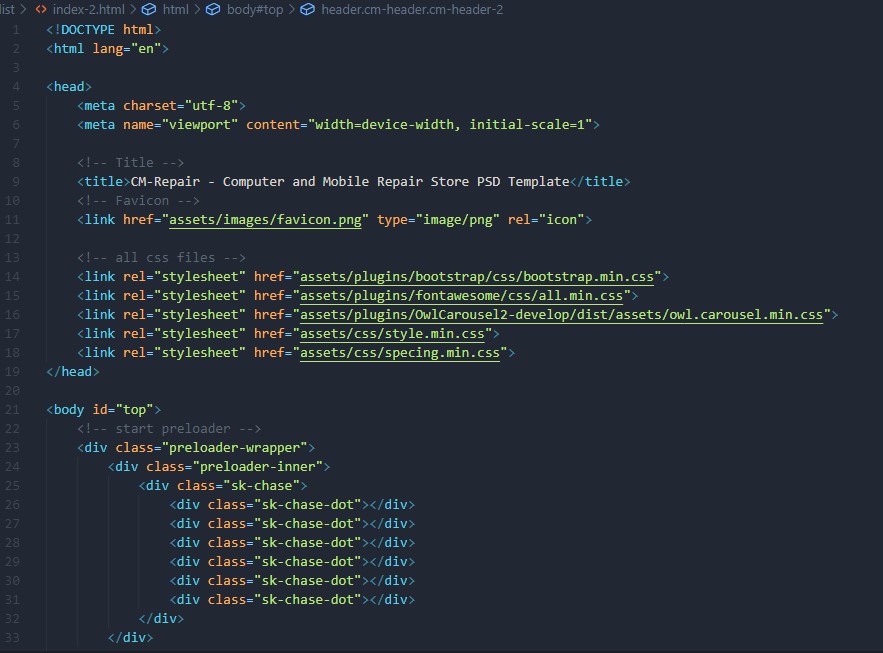 ist > <> index-2.html > html > body#top > header.cm-header.cm-header-2
1 <!DOCTYPE html>
2 <html lang="en">
3
4 <head>
5     <meta charset="utf-8">
6     <meta name="viewport" content="width=device-width, initial-scale=1">
7
8     <!-- Title -->
9     <title>CM-Repair - Computer and Mobile Repair Store PSD Template</title>
10     <!-- Favicon -->
11     <link href="assets/images/favicon.png" type="image/png" rel="icon">
12
13     <!-- all css files -->
14     <link rel="stylesheet" href="assets/plugins/bootstrap/css/bootstrap.min.css">
15     <link rel="stylesheet" href="assets/plugins/fontawesome/css/all.min.css">
16     <link rel="stylesheet" href="assets/plugins/OwlCarousel2-develop/dist/assets/owl.carousel.min.css">
17     <link rel="stylesheet" href="assets/css/style.min.css">
18     <link rel="stylesheet" href="assets/css/specing.min.css">
19 </head>
20
21 <body id="top">
22     <!-- start preloader -->
23     <div class="preloader-wrapper">
24         <div class="preloader-inner">
25             <div class="sk-chase">
26                 <div class="sk-chase-dot"></div>
27                 <div class="sk-chase-dot"></div>
28                 <div class="sk-chase-dot"></div>
29                 <div class="sk-chase-dot"></div>
30                 <div class="sk-chase-dot"></div>
31                 <div class="sk-chase-dot"></div>
32             </div>
33         </div>